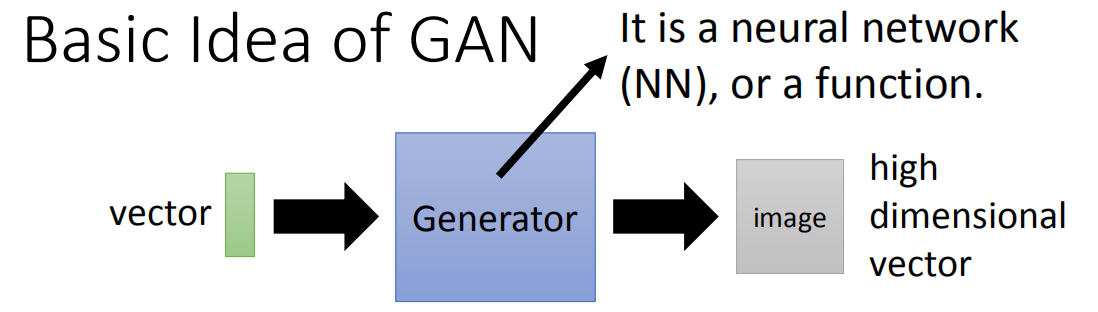 Basic Idea of GAN
It is a neural network
(NN), or a function.
vector
Generator
image
high
dimensional
vector